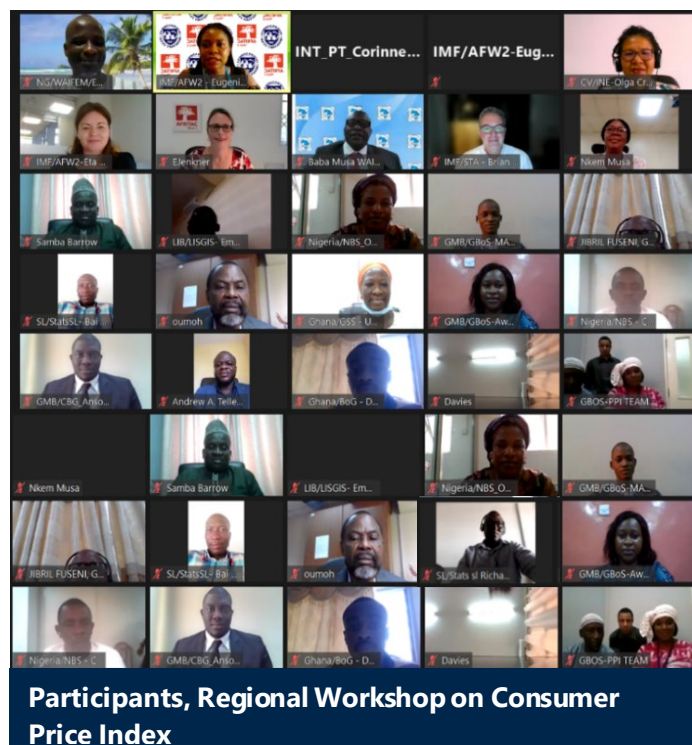 INT_PT_Corinne...
IMF/AFW2-Eug...
NG/WAIFEM/E...
IMF/AFW2 - Eugeni...
CV/INE-Olga Cr...
IMF/AFW2-Eta ...
EJenkner
Baba Musa WAI...
IMF/STA - Brian ...
Nkem Musa
Samba Barrow
LIB/LISGIS- Em...
Nigeria/NBS_O...
GMB/GBoS-MA...
JIBRIL FUSENI, G...
SL/StatsSL- Bai ...
oumoh
Ghana/GSS - U...
GMB/GBoS-Aw...
Nigeria/NBS - C
GMB/CBG_Anso...
Andrew A. Telle...
Ghana/BoG - D...
Davies
GBOS-PPI TEAM
Nkem Musa
Samba Barrow
LIB/LISGIS- Em...
Nigeria/NBS_O...
GMB/GBoS-MA...
JIBRIL FUSENI, G...
SL/StatsSL- Bai ...
oumoh
SL/Stats sl Richa...
GMB/GBoS-Aw...
Nigeria/NBS - C
GMB/CBG_Anso...
Ghana/BoG - D...
Davies
GBOS-PPI TEAM
Participants, Regional Workshop on Consumer
Price Index